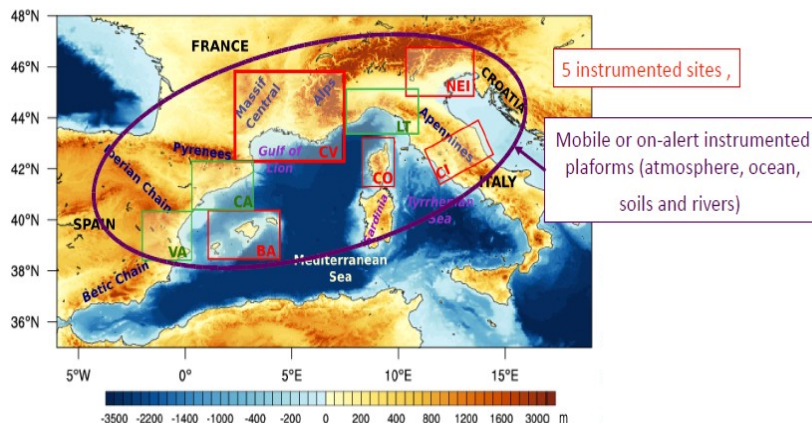 48°N
46°N
44°N
42°N
40°N
38°N
36°N
5°W
0°
5°E
10°E
15°E
FRANCE
Massif
Central
Alps
NEI
CROATIA
LT
Apennines
Pyrenees
Gulf of
Lion
CV
CO
CI
ITALY
Iberian Chain
CA
SPAIN
VA
BA
Sardinia
Tyrrhenian
Sea
Betic Chain
Mediterranean
Sea
5 instrumented sites ,
Mobile or on-alert instrumented
plaforms (atmosphere, ocean,
soils and rivers)
-3500 -2200 -1400 -1000 -600 -200 0 200 400 800 1200 1600 3000 m